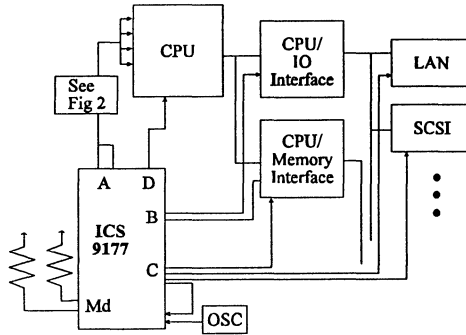 CPU
CPU/
IO
Interface
LAN
See
Fig 2
SCSI
CPU/
Memory
Interface
A
D
ICS
9177
B
C
Md
OSC